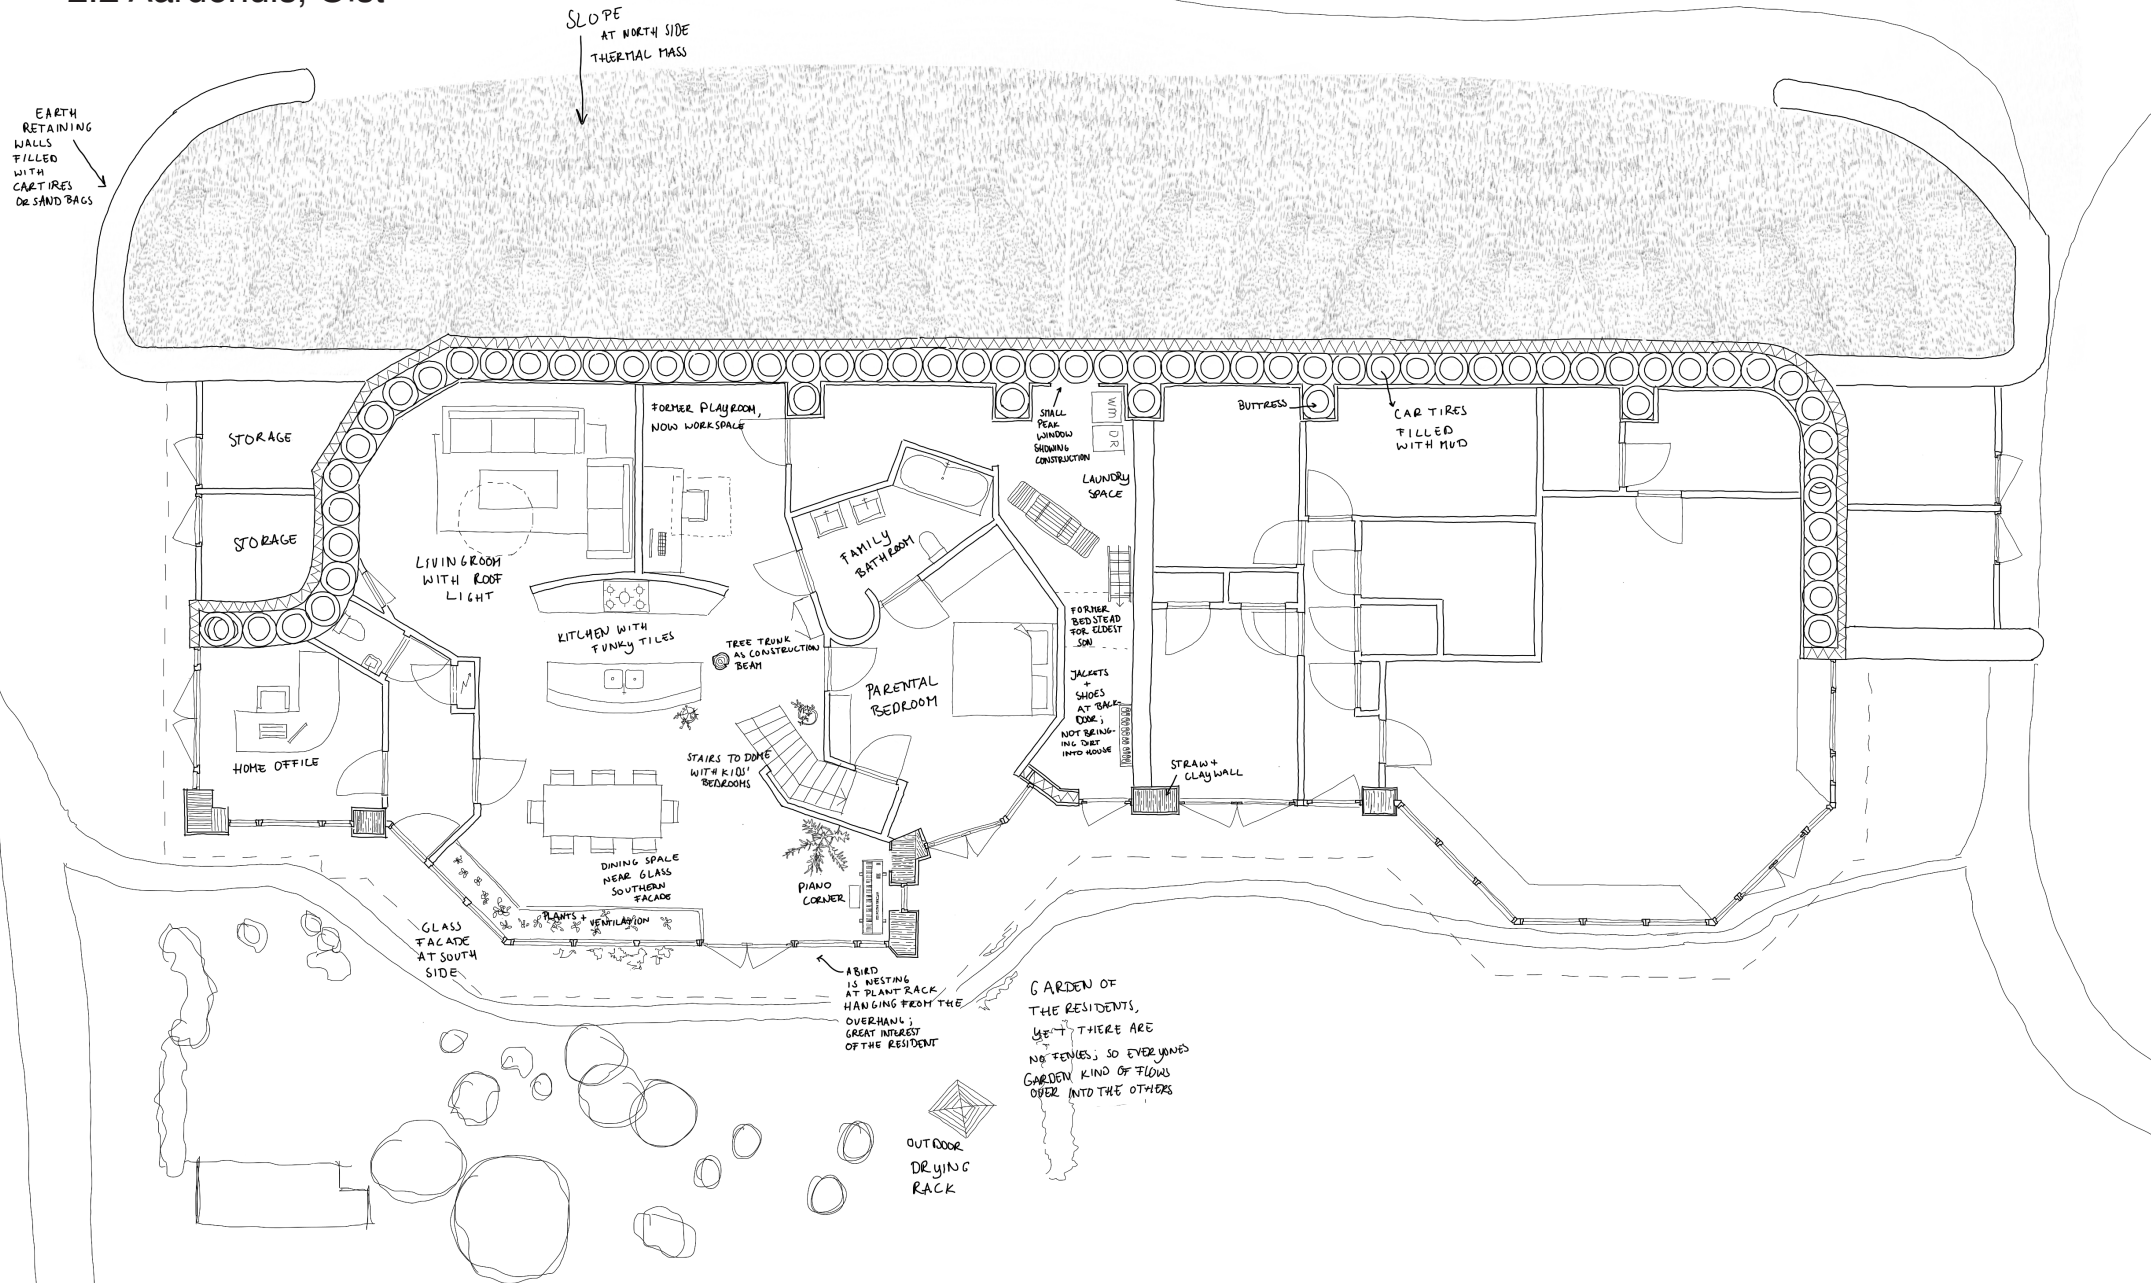 2.2 Aardehuis, Olst
SLOPE
AT NORTH SIDE
THERMAL MASS
EARTH
RETAINING
WALLS
FILLED
WITH
CARTIRES
OR SAND BAGS
STORAGE
STORAGE
LIVINGROOM
WITH ROOF
LIGHT
FORMER PLAYROOM,
NOW WORKSPACE
KITCHEN WITH
FUNKY TILES
TREE TRUNK
AS CONSTRUCTION
BEAM
FAMILY
BATHROOM
SMALL
PEAK
WINDOW
SHOWING
CONSTRUCTION
WM
DR
LAUNDRY
SPACE
BUTTRESS
CAR TIRES
FILLED
WITH MUD
FORMER
BEDSTEAD
FOR ELDEST
SON
JACKETS
+
SHOES
AT BACK-
DOOR;
NOT BRING-
ING DIRT
INTO HOUSE
PARENTAL
BEDROOM
HOME OFFICE
STAIRS TO DOME
WITH KIDS'
BEDROOMS
STRAW+
CLAYWALL
DINING SPACE
NEAR GLASS
SOUTHERN
FACADE
PIANO
CORNER
PLANTS +
VENTILATION
GLASS
FACADE
AT SOUTH
SIDE
A BIRD
IS NESTING
AT PLANT RACK
HANGING FROM THE
OVERHANG;
GREAT INTEREST
OF THE RESIDENT
GARDEN OF
THE RESIDENTS,
YET THERE ARE
NO FENCES; SO EVERYONES
GARDEN KIND OF FLOWS
OVER INTO THE OTHERS
OUTDOOR
DRYING
RACK